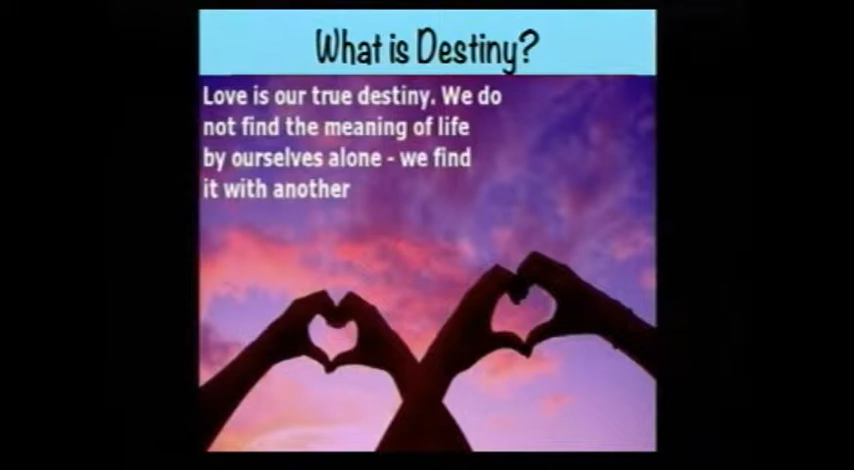 What is Destiny?
Love is our true destiny. We do
not find the meaning of life
by ourselves alone - we find
it with another